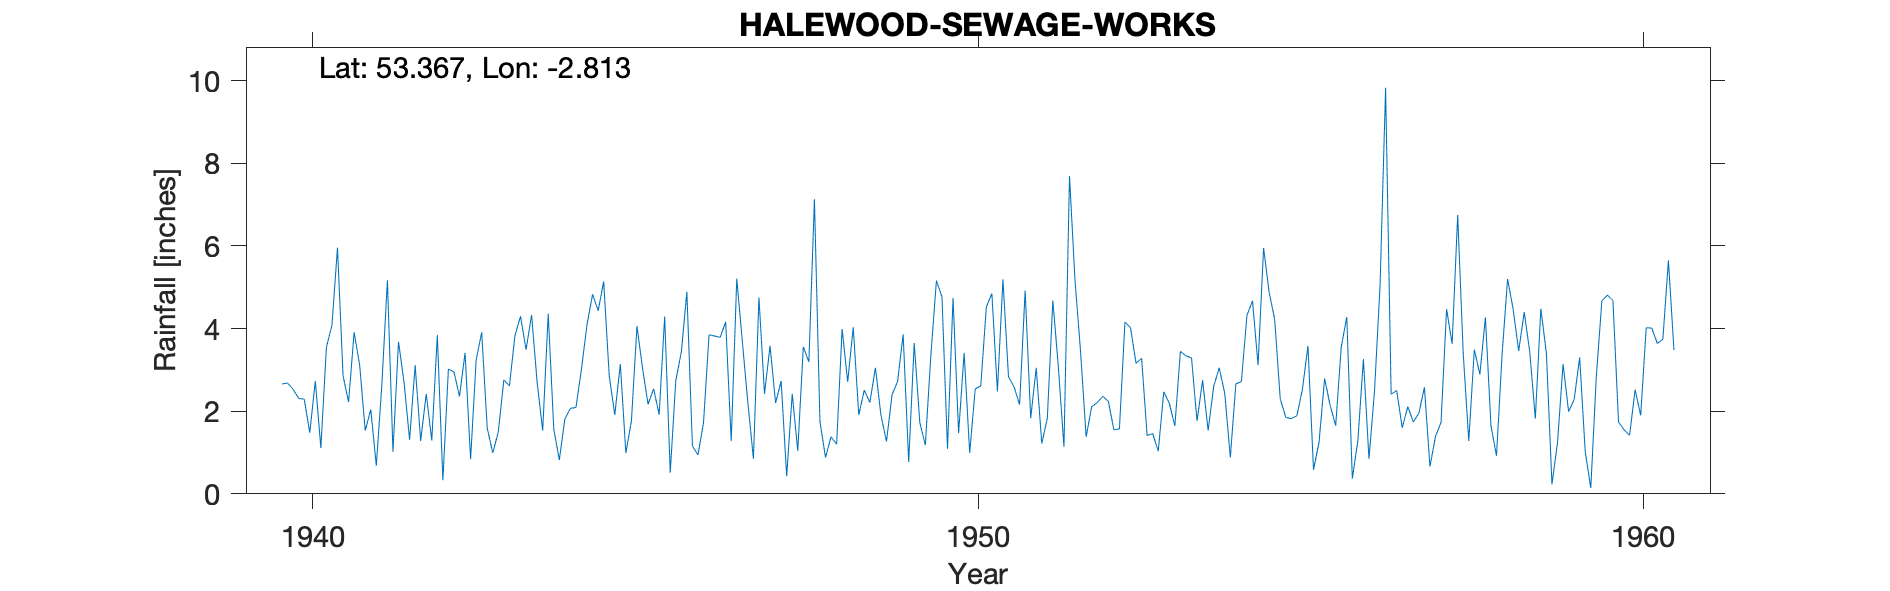 HALEWOOD-SEWAGE-WORKS
Lat: 53.367, Lon: -2.813
10
8
6
4
2
0
Rainfall [inches]
1940 1950 1960
Year